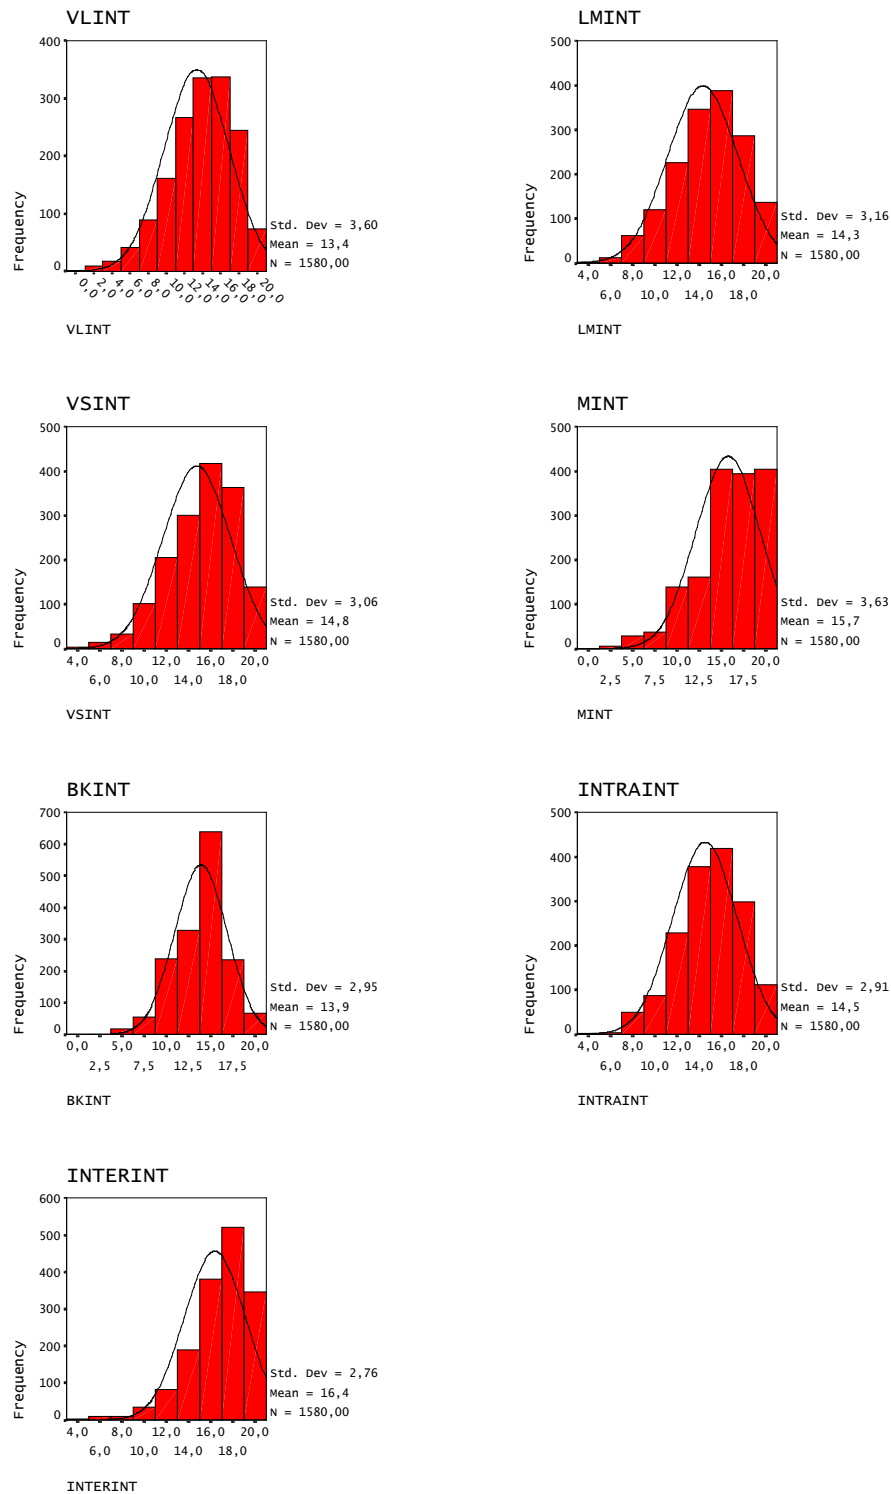 VLINT
400
300
200
100
0
Frequency
0,0 2,0 4,0 6,0 8,0 10,0 12,0 14,0 16,0 18,0 20,0
Std. Dev = 3,60
Mean = 13,4
N = 1580,00
VLINT
LMINT
500
400
300
200
100
0
Frequency
4,0 8,0 12,0 16,0 20,0
6,0 10,0 14,0 18,0
Std. Dev = 3,16
Mean = 14,3
N = 1580,00
LMINT
VSINT
500
400
300
200
100
0
Frequency
4,0 8,0 12,0 16,0 20,0
6,0 10,0 14,0 18,0
Std. Dev = 3,06
Mean = 14,8
N = 1580,00
VSINT
MINT
500
400
300
200
100
0
Frequency
0,0 5,0 10,0 15,0 20,0
2,5 7,5 12,5 17,5
Std. Dev = 3,63
Mean = 15,7
N = 1580,00
MINT
BKINT
700
600
500
400
300
200
100
0
Frequency
0,0 5,0 10,0 15,0 20,0
2,5 7,5 12,5 17,5
Std. Dev = 2,95
Mean = 13,9
N = 1580,00
BKINT
INTRAINT
500
400
300
200
100
0
Frequency
4,0 8,0 12,0 16,0 20,0
6,0 10,0 14,0 18,0
Std. Dev = 2,91
Mean = 14,5
N = 1580,00
INTRAINT
INTERINT
600
500
400
300
200
100
0
Frequency
4,0 8,0 12,0 16,0 20,0
6,0 10,0 14,0 18,0
Std. Dev = 2,76
Mean = 16,4
N = 1580,00
INTERINT